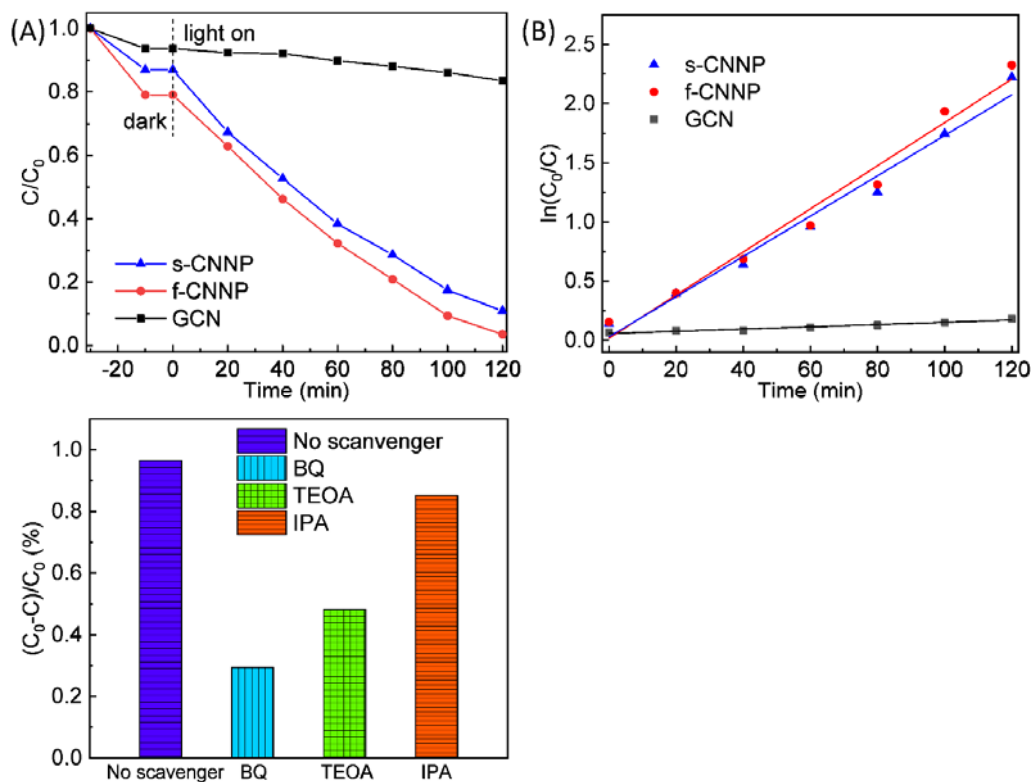 (A)
1.0
0.8
0.6
0.4
0.2
0.0
C/C0
light on
dark
s-CNNP
f-CNNP
GCN
-20 0 20 40 60 80 100 120
Time (min)
(B)
2.5
2.0
1.5
1.0
0.5
0.0
ln(C0/C)
s-CNNP
f-CNNP
GCN
0 20 40 60 80 100 120
Time (min)
1.0
0.8
0.6
0.4
0.2
0.0
(C0-C)/C0 (%)
No scanvenger
BQ
TEOA
IPA
No scavenger BQ TEOA IPA